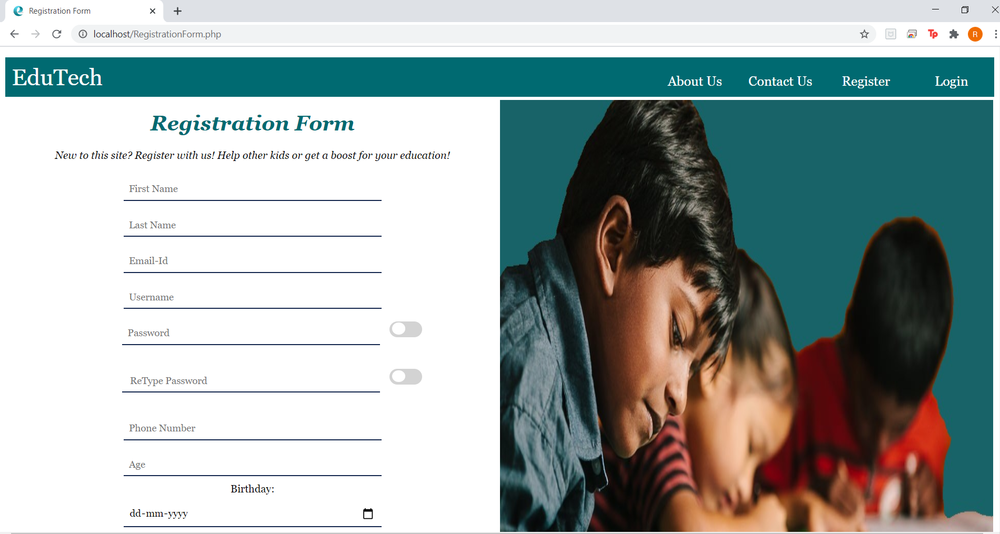 Registration Form
localhost/RegistrationForm.php
Tp
R
EduTech
About Us Contact Us Register Login
Registration Form
New to this site? Register with us! Help other kids or get a boost for your education!
First Name
Last Name
Email-Id
Username
Password
ReType Password
Phone Number
Age
Birthday:
dd-mm-yyyy